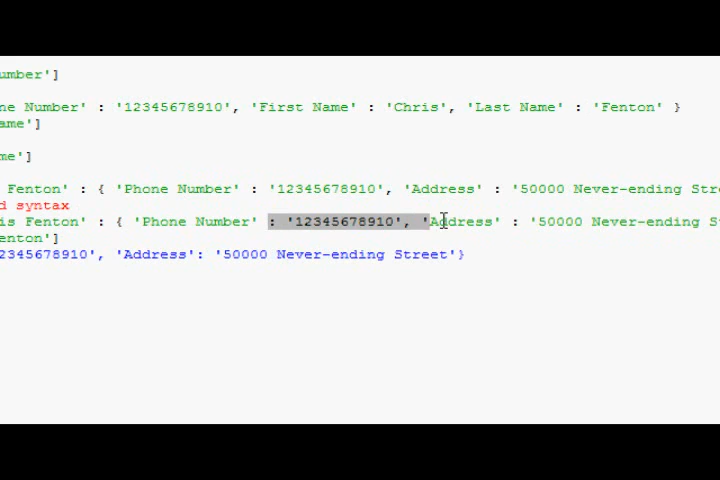 umber']
ne Number' : '12345678910', 'First Name' : 'Chris', 'Last Name' : 'Fenton' }
ame']
me']
Fenton' : { 'Phone Number' : '12345678910', 'Address' : '50000 Never-ending Stre
d syntax
is Fenton' : { 'Phone Number' : '12345678910', 'Address' : '50000 Never-ending S
enton']
2345678910', 'Address': '50000 Never-ending Street'}